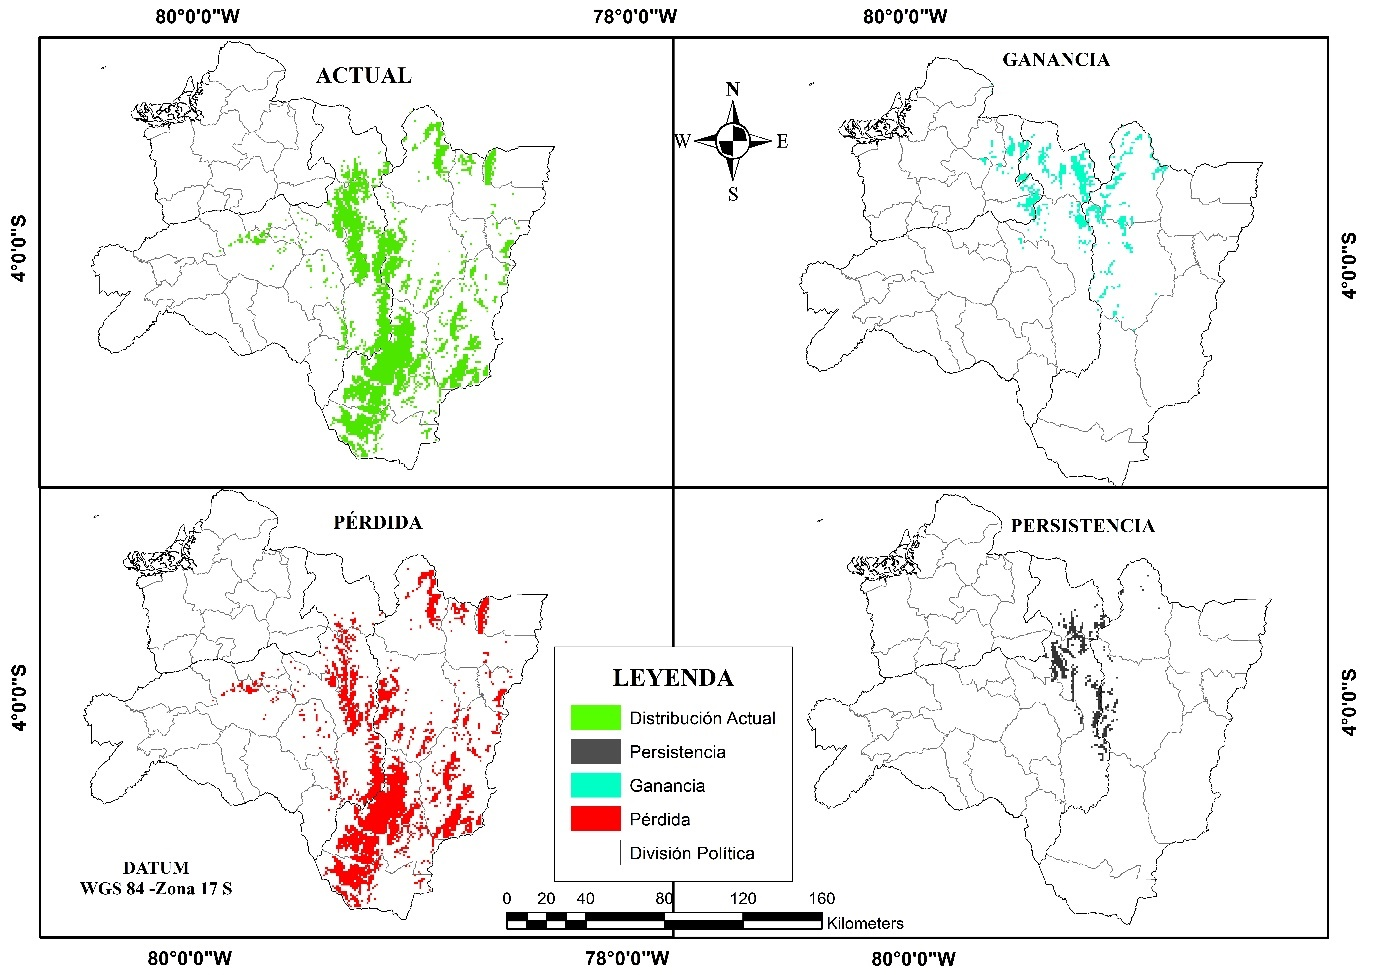 80°0'0"W
78°0'0"W
80°0'0"W
ACTUAL
GANANCIA
N
W
E
S
4°0'0"S
4°0'0"S
PÉRDIDA
PERSISTENCIA
LEYENDA
Distribución Actual
Persistencia
Ganancia
Pérdida
División Política
4°0'0"S
4°0'0"S
DATUM
WGS 84 -Zona 17 S
0 20 40 80 120 160
Kilometers
80°0'0"W
78°0'0"W
80°0'0"W